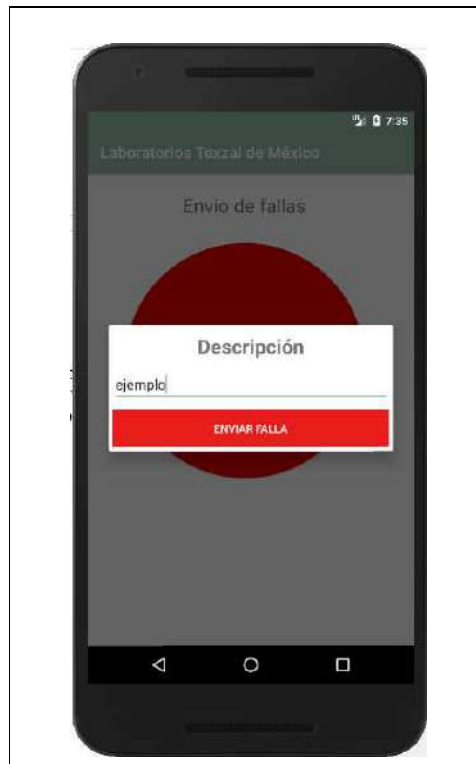 7:35
Laboratorios Texzal de México
Envio de fallas
Descripción
ejemplo
ENVIAR FALLA